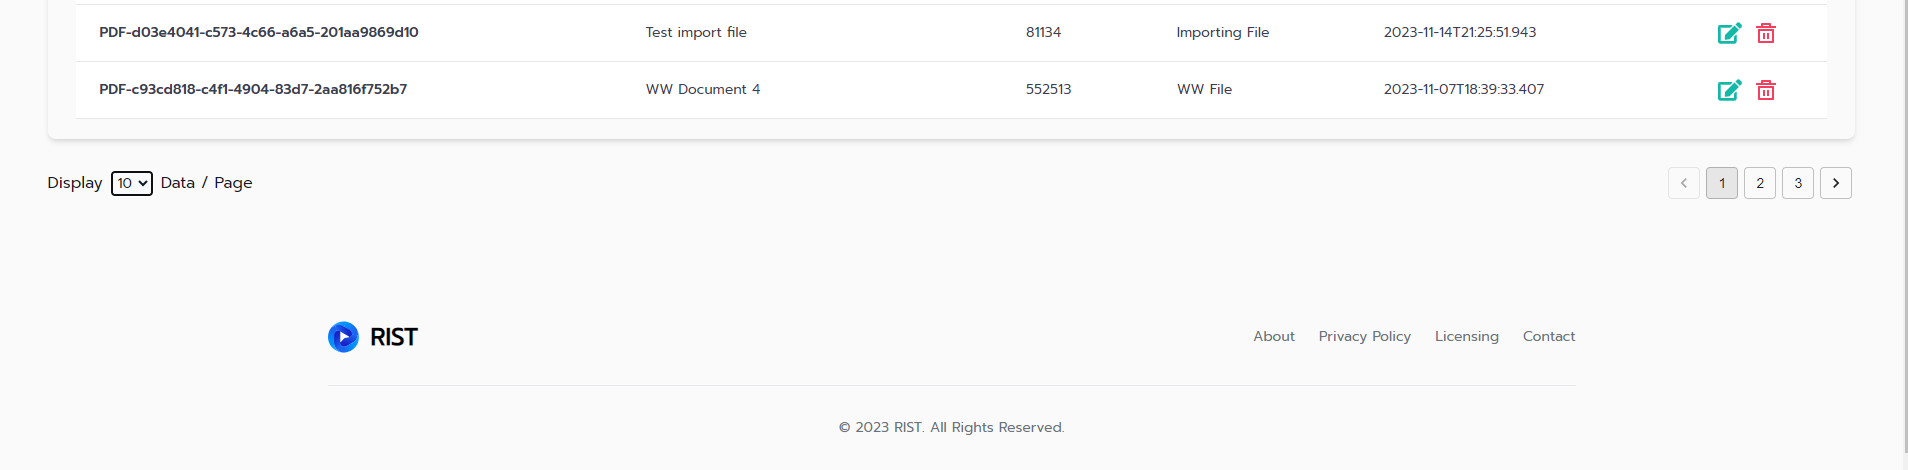 PDF-d03e4041-c573-4c66-a6a5-201aa9869d10 Test import file 81134 Importing File 2023-11-14T21:25:51.943
PDF-c93cd818-c4f1-4904-83d7-2aa816f752b7 WW Document 4 552513 WW File 2023-11-07T18:39:33.407
Display 10 Data / Page 1 2 3
RIST About Privacy Policy Licensing Contact
© 2023 RIST. All Rights Reserved.